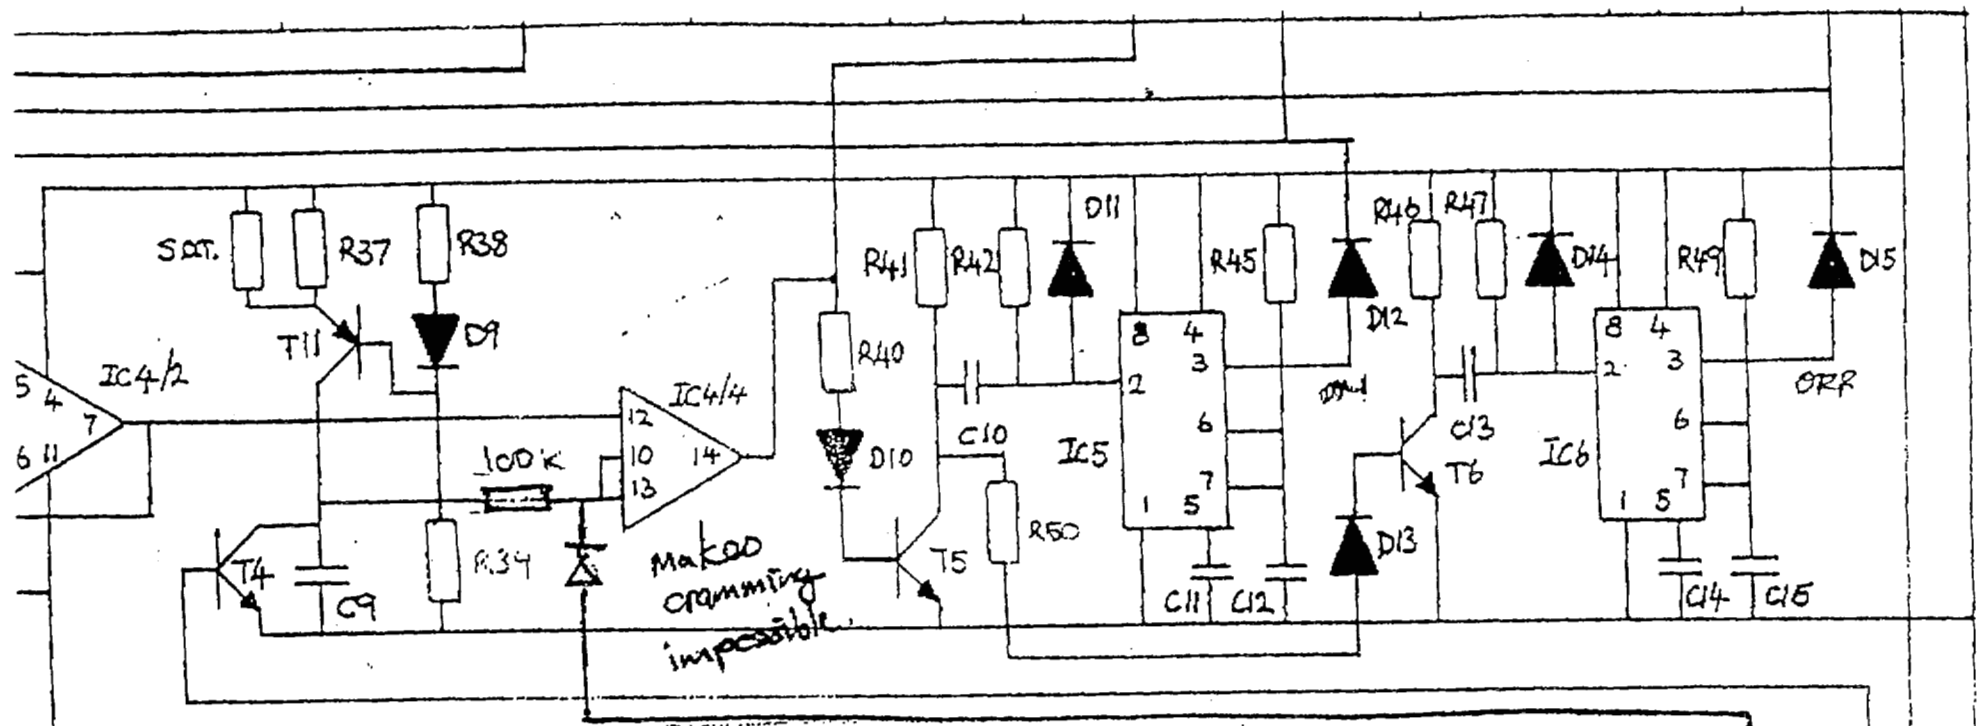 S.O.T.
R37
R38
T11
D9
IC4/2
5
4
7
6
11
T4
C9
R34
100K
12
10
13
14
IC4/4
Makes
cramming
impossible.
R40
D10
T5
R41
R42
D11
C10
R50
IC5
8
4
3
2
6
7
1
5
C11
C12
R45
D12
D13
R46
R47
C13
T6
D14
IC6
8
4
3
2
6
7
1
5
C14
C15
R49
D15